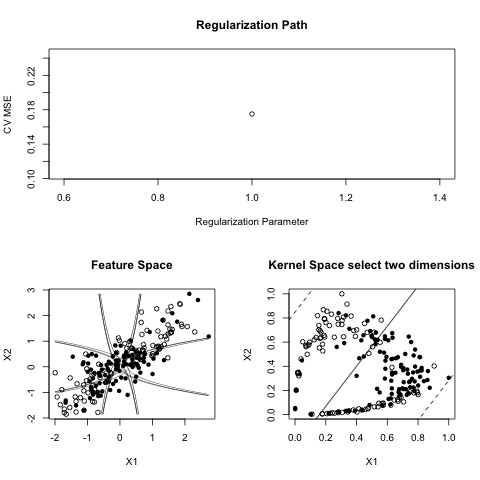 Regularization Path
CV MSE
0.10 0.14 0.18 0.22
0.6 0.8 1.0 1.2 1.4
Regularization Parameter
Feature Space
X2
-2 -1 0 1 2 3
-2 -1 0 1 2
X1
Kernel Space select two dimensions
X2
0.0 0.2 0.4 0.6 0.8 1.0
0.0 0.2 0.4 0.6 0.8 1.0
X1